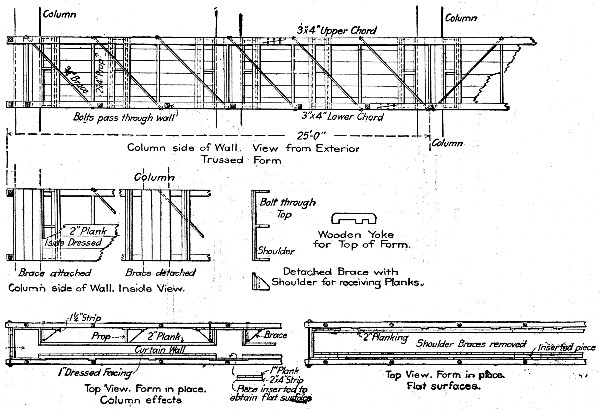 Column
Column
3"x4" Upper Chord
3/4" Brace
2"x4" Prop
Bolts pass through wall
3"x4" Lower Chord
25'-0"
Column side of Wall. View from Exterior
Trussed Form
Column
Column
2" Plank
Iside Dressed
Brace attached
Brace detached
Column side of Wall. Inside View.
Bolt through
Top
Shoulder
Wooden Yoke
for Top of Form.
Detached Brace with
Shoulder for receiving Planks.
1½" Strip
Prop
2" Plank
Brace
Curtain Wall
1" Dressed Facing
1" Plank
2x4" Strip
Piece inserted to
obtain flat surface
Top View. Form in place.
Column effects
2" Planking
Shoulder Braces removed
Inserted piece
Top View. Form in place.
Flat surfaces.